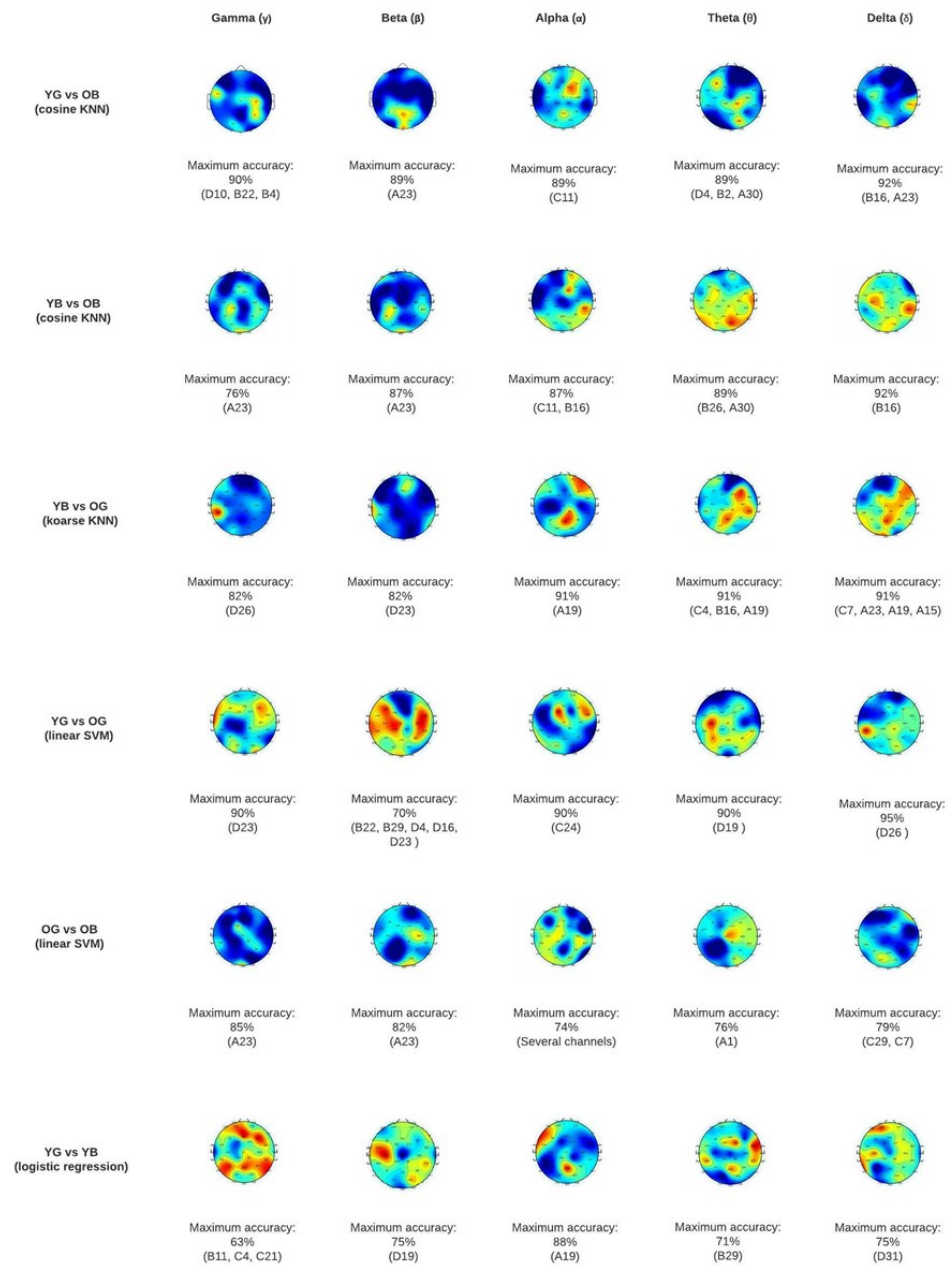 Gamma (γ) Beta (β) Alpha (α) Theta (θ) Delta (δ)
YG vs OB
(cosine KNN)
Maximum accuracy: Maximum accuracy: Maximum accuracy: Maximum accuracy: Maximum accuracy:
90% 89% 89% 89% 92%
(D10, B22, B4) (A23) (C11) (D4, B2, A30) (B16, A23)
YB vs OB
(cosine KNN)
Maximum accuracy: Maximum accuracy: Maximum accuracy: Maximum accuracy: Maximum accuracy:
76% 87% 87% 89% 92%
(A23) (A23) (C11, B16) (B26, A30) (B16)
YB vs OG
(koarse KNN)
Maximum accuracy: Maximum accuracy: Maximum accuracy: Maximum accuracy: Maximum accuracy:
82% 82% 91% 91% 91%
(D26) (D23) (A19) (C4, B16, A19) (C7, A23, A19, A15)
YG vs OG
(linear SVM)
Maximum accuracy: Maximum accuracy: Maximum accuracy: Maximum accuracy: Maximum accuracy:
90% 70% 90% 90% 95%
(D23) (B22, B29, D4, D16, (C24) (D19 ) (D26 )
D23 )
OG vs OB
(linear SVM)
Maximum accuracy: Maximum accuracy: Maximum accuracy: Maximum accuracy: Maximum accuracy:
85% 82% 74% 76% 79%
(A23) (A23) (Several channels) (A1) (C29, C7)
YG vs YB
(logistic regression)
Maximum accuracy: Maximum accuracy: Maximum accuracy: Maximum accuracy: Maximum accuracy:
63% 75% 88% 71% 75%
(B11, C4, C21) (D19) (A19) (B29) (D31)